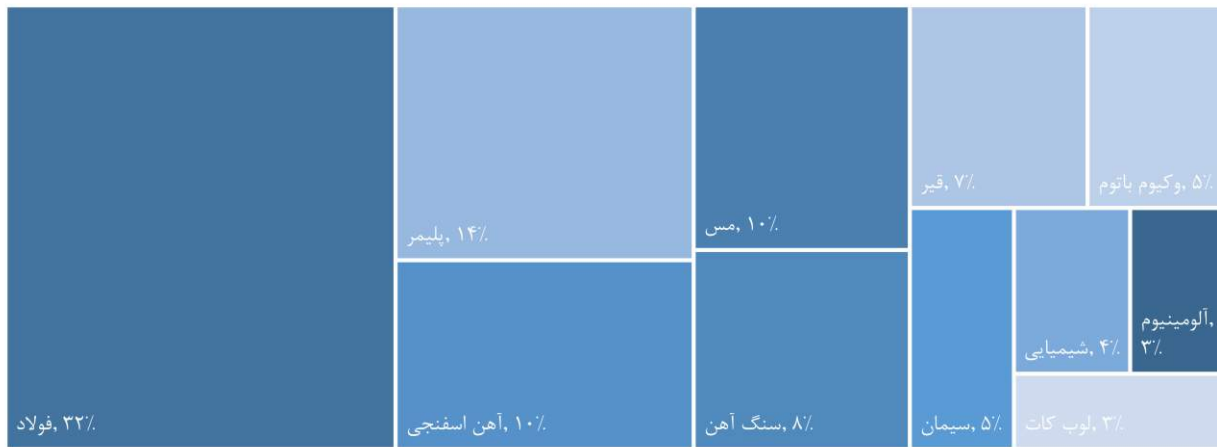 فولاد, ۳۲٪
پلیمر, ۱۴٪
آهن اسفنجی, ۱۰٪
مس, ۱۰٪
سنگ آهن, ۸٪
قیر, ۷٪
وکیوم باتوم, ۵٪
سیمان, ۵٪
شیمیایی, ۴٪
آلومینیوم,
۳٪
لوب کات, ۳٪